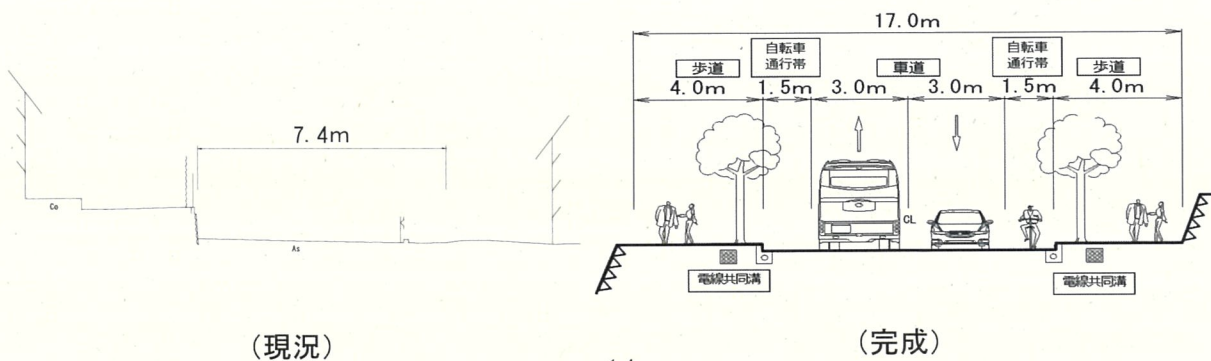 7.4m
Co
As
(現況)
17.0m
歩道
自転車
通行帯
車道
自転車
通行帯
歩道
4.0m
1.5m
3.0m
3.0m
1.5m
4.0m
CL
電線共同溝
電線共同溝
(完成)